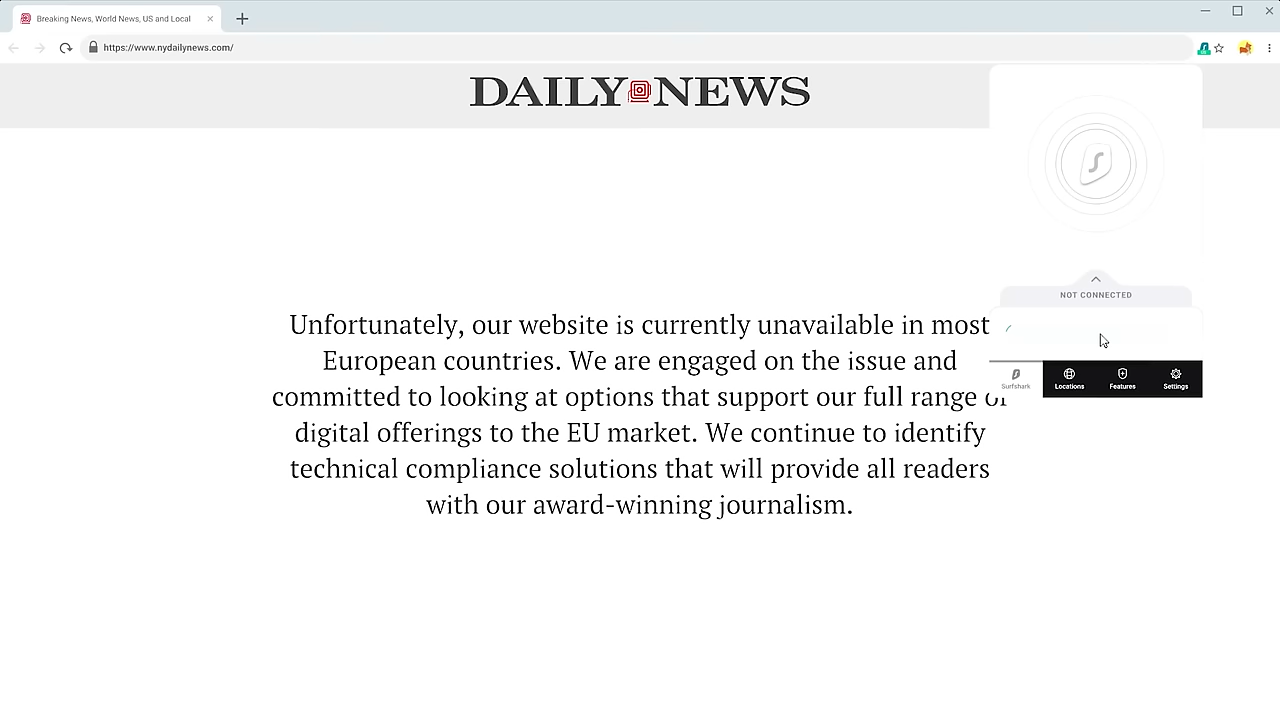 Breaking News, World News, US and Local
https://www.nydailynews.com/
DAILY NEWS
NOT CONNECTED
Surfshark
Locations
Features
Settings
Unfortunately, our website is currently unavailable in most
European countries. We are engaged on the issue and
committed to looking at options that support our full range of
digital offerings to the EU market. We continue to identify
technical compliance solutions that will provide all readers
with our award-winning journalism.